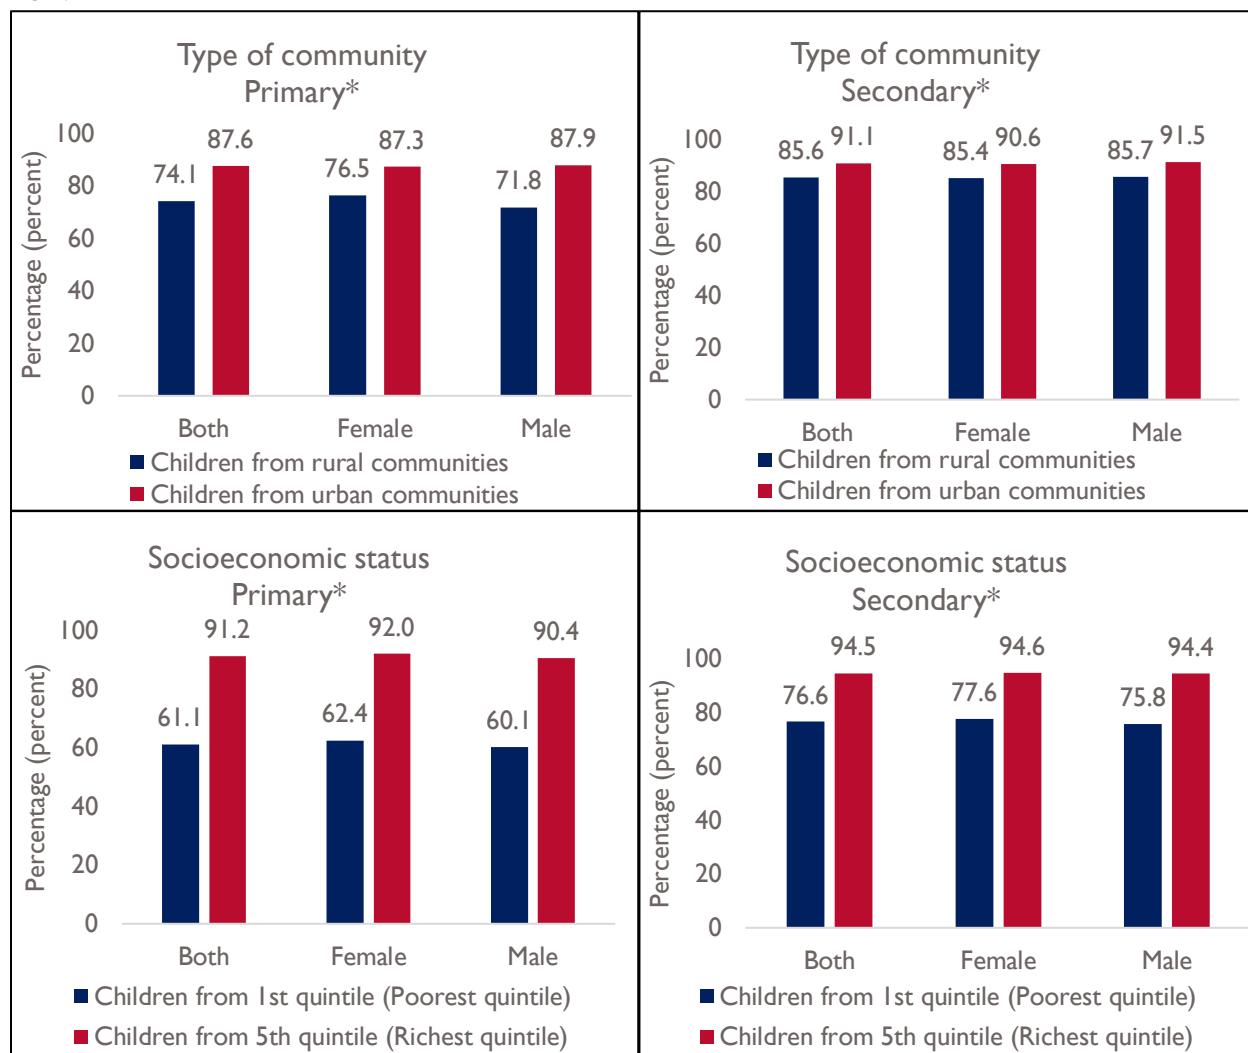 Type of community
Primary*
Percentage (percent)
100
80
60
40
20
0
74.1
87.6
76.5
87.3
71.8
87.9
Both
Female
Male
Children from rural communities
Children from urban communities
Type of community
Secondary*
Percentage (percent)
100
80
60
40
20
0
85.6
91.1
85.4
90.6
85.7
91.5
Both
Female
Male
Children from rural communities
Children from urban communities
Socioeconomic status
Primary*
Percentage (percent)
100
80
60
40
20
0
61.1
91.2
62.4
92.0
60.1
90.4
Both
Female
Male
Children from 1st quintile (Poorest quintile)
Children from 5th quintile (Richest quintile)
Socioeconomic status
Secondary*
Percentage (percent)
100
80
60
40
20
0
76.6
94.5
77.6
94.6
75.8
94.4
Both
Female
Male
Children from 1st quintile (Poorest quintile)
Children from 5th quintile (Richest quintile)